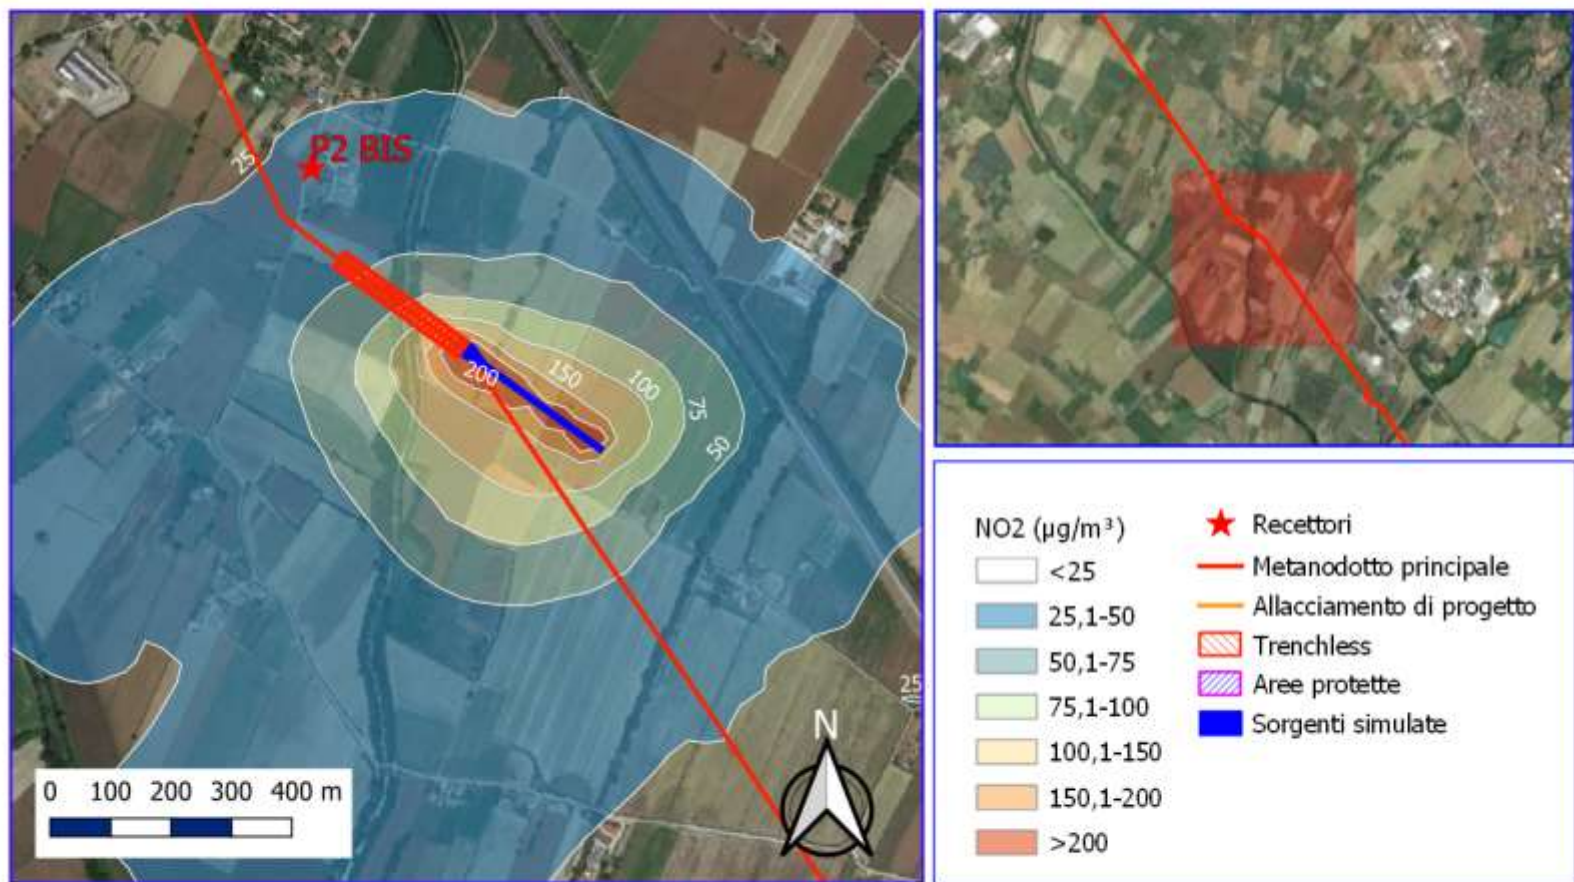 P2 BIS
25
200
150
100
75
50
25
N
0 100 200 300 400 m
NO2 (µg/m³)
<25
25,1-50
50,1-75
75,1-100
100,1-150
150,1-200
>200
Recettori
Metanodotto principale
Allacciamento di progetto
Trenchless
Aree protette
Sorgenti simulate